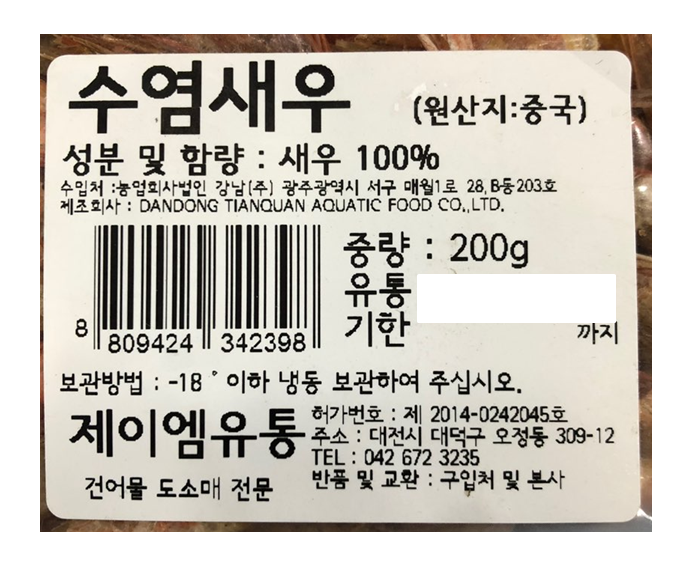 수염새우 (원산지:중국)
성분 및 함량 : 새우 100%
수입처 :농업회사법인 강남(주) 광주광역시 서구 매월1로 28, B동203호
제조회사 : DANDONG TIANQUAN AQUATIC FOOD CO.,LTD.
중량 : 200g
유통
기한 까지
8 809424 342398
보관방법 : -18 ° 이하 냉동 보관하여 주십시오.
제이엠유통
건어물 도소매 전문
허가번호 : 제 2014-0242045호
주소 : 대전시 대덕구 오정동 309-12
TEL : 042 672 3235
반품 및 교환 : 구입처 및 본사